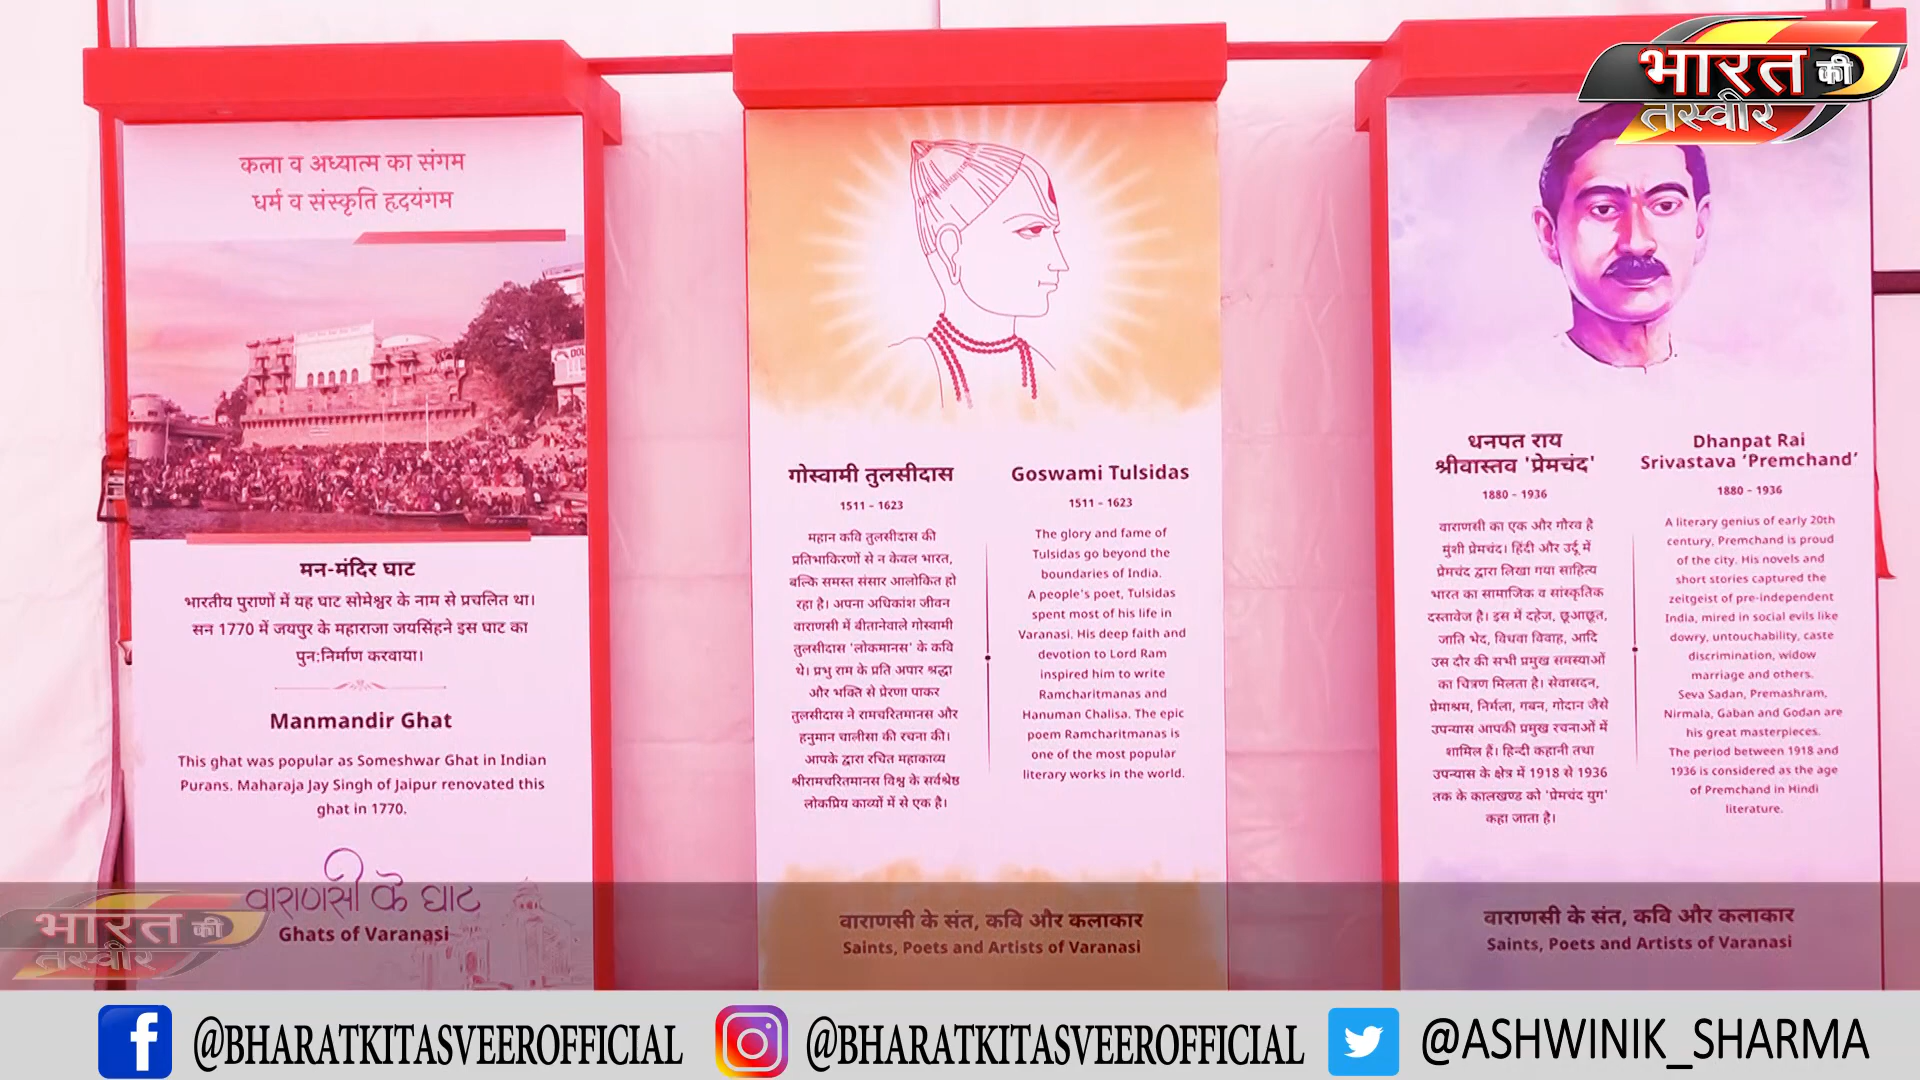 भारत की
तस्वीर
कला व अध्यात्म का संगम
धर्म व संस्कृति हृदयंगम
मन-मंदिर घाट
भारतीय पुराणों में यह घाट सोमेश्वर के नाम से प्रचलित था।
सन 1770 में जयपुर के महाराजा जयसिंहने इस घाट का
पुन:निर्माण करवाया।
Manmandir Ghat
This ghat was popular as Someshwar Ghat in Indian
Purans. Maharaja Jay Singh of Jaipur renovated this
ghat in 1770.
वाराणसी के घाट
Ghats of Varanasi
गोस्वामी तुलसीदास
1511 – 1623
महान कवि तुलसीदास की
प्रतिभाकिरणों से न केवल भारत,
बल्कि समस्त संसार आलोकित हो
रहा है। अपना अधिकांश जीवन
वाराणसी में बीतानेवाले गोस्वामी
तुलसीदास 'लोकमानस' के कवि
थे। प्रभु राम के प्रति अपार श्रद्धा
और भक्ति से प्रेरणा पाकर
तुलसीदास ने रामचरितमानस और
हनुमान चालीसा की रचना की।
आपके द्वारा रचित महाकाव्य
श्रीरामचरितमानस विश्व के सर्वश्रेष्ठ
लोकप्रिय काव्यों में से एक है।
Goswami Tulsidas
1511 – 1623
The glory and fame of
Tulsidas go beyond the
boundaries of India.
A people's poet, Tulsidas
spent most of his life in
Varanasi. His deep faith and
devotion to Lord Ram
inspired him to write
Ramcharitmanas and
Hanuman Chalisa. The epic
poem Ramcharitmanas is
one of the most popular
literary works in the world.
वाराणसी के संत, कवि और कलाकार
Saints, Poets and Artists of Varanasi
धनपत राय
श्रीवास्तव 'प्रेमचंद'
1880 – 1936
वाराणसी का एक और गौरव है
मुंशी प्रेमचंद। हिंदी और उर्दू में
प्रेमचंद द्वारा लिखा गया साहित्य
भारत का सामाजिक व सांस्कृतिक
दस्तावेज है। इस में दहेज, छूआछूत,
जाति भेद, विधवा विवाह, आदि
उस दौर की सभी प्रमुख समस्याओं
का चित्रण मिलता है। सेवासदन,
प्रेमाश्रम, निर्मला, गबन, गोदान जैसे
उपन्यास आपकी प्रमुख रचनाओं में
शामिल हैं। हिन्दी कहानी तथा
उपन्यास के क्षेत्र में 1918 से 1936
तक के कालखण्ड को 'प्रेमचंद युग'
कहा जाता है।
Dhanpat Rai
Srivastava ‘Premchand’
1880 – 1936
A literary genius of early 20th
century, Premchand is proud
of the city. His novels and
short stories captured the
zeitgeist of pre-independent
India, mired in social evils like
dowry, untouchability, caste
discrimination, widow
marriage and others.
Seva Sadan, Premashram,
Nirmala, Gaban and Godan are
his great masterpieces.
The period between 1918 and
1936 is considered as the age
of Premchand in Hindi
literature.
वाराणसी के संत, कवि और कलाकार
Saints, Poets and Artists of Varanasi
भारत की
तस्वीर
@BHARATKITASVEEROFFICIAL
@BHARATKITASVEEROFFICIAL
@ASHWINIK_SHARMA